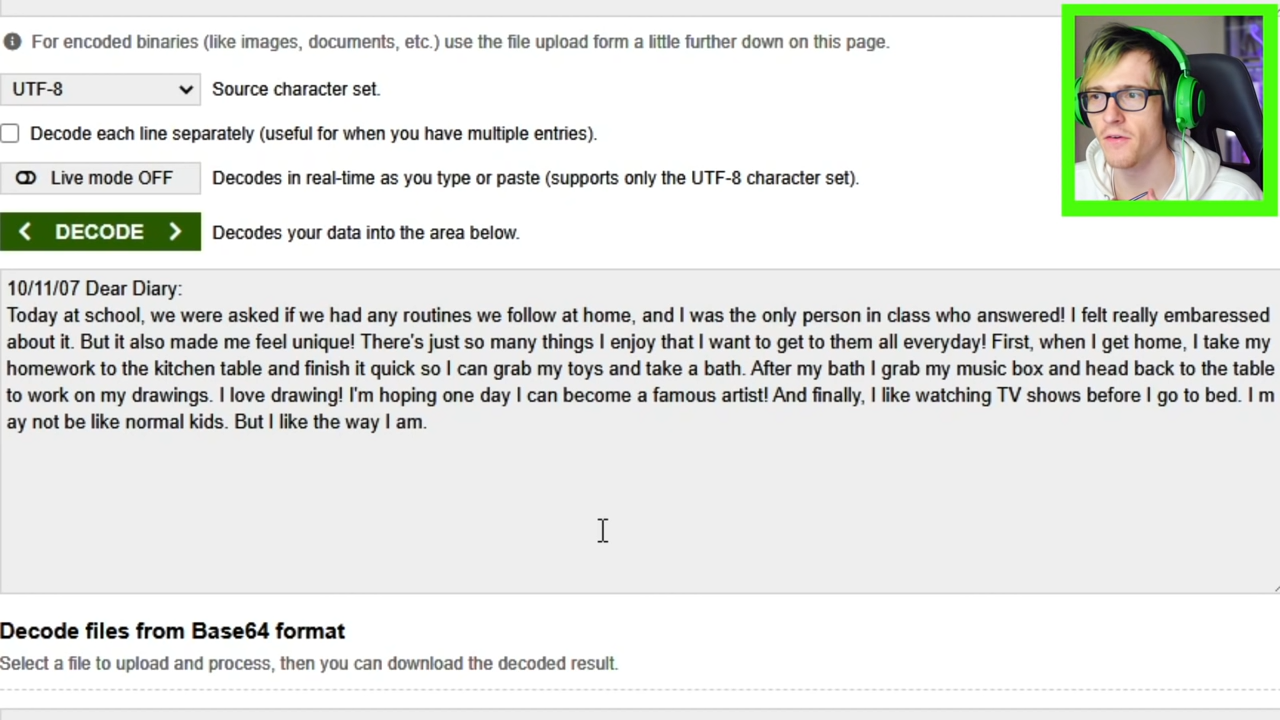 For encoded binaries (like images, documents, etc.) use the file upload form a little further down on this page.
UTF-8 Source character set.
Decode each line separately (useful for when you have multiple entries).
Live mode OFF Decodes in real-time as you type or paste (supports only the UTF-8 character set).
< DECODE > Decodes your data into the area below.
10/11/07 Dear Diary:
Today at school, we were asked if we had any routines we follow at home, and I was the only person in class who answered! I felt really embaressed
about it. But it also made me feel unique! There's just so many things I enjoy that I want to get to them all everyday! First, when I get home, I take my
homework to the kitchen table and finish it quick so I can grab my toys and take a bath. After my bath I grab my music box and head back to the table
to work on my drawings. I love drawing! I'm hoping one day I can become a famous artist! And finally, I like watching TV shows before I go to bed. I m
ay not be like normal kids. But I like the way I am.
Decode files from Base64 format
Select a file to upload and process, then you can download the decoded result.